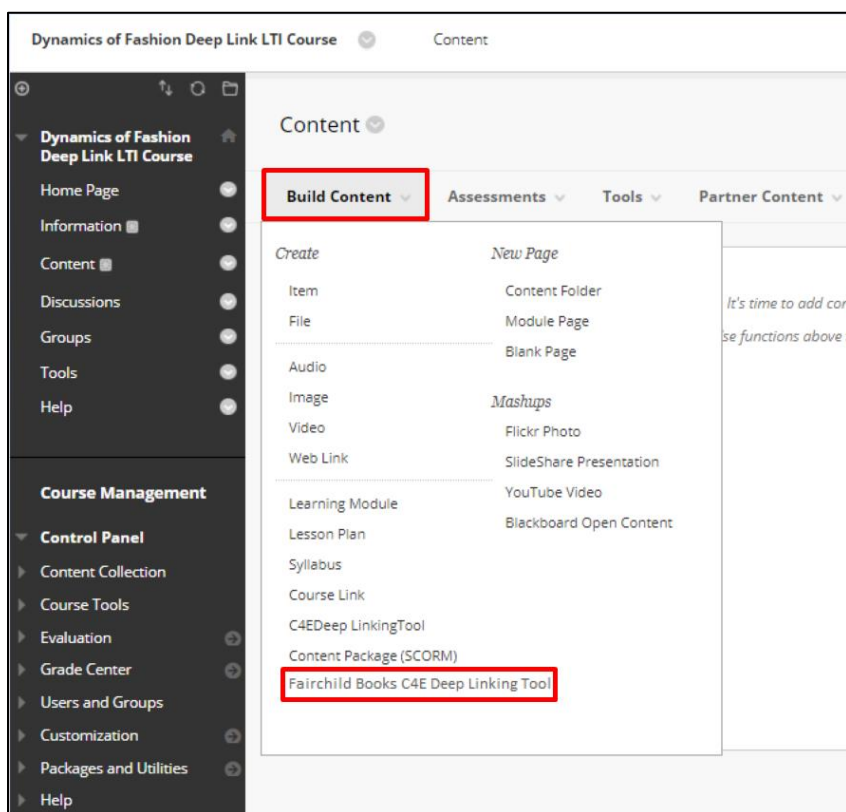 Dynamics of Fashion Deep Link LTI Course
Content
Dynamics of Fashion
Deep Link LTI Course
Home Page
Information
Content
Discussions
Groups
Tools
Help
Course Management
Control Panel
Content Collection
Course Tools
Evaluation
Grade Center
Users and Groups
Customization
Packages and Utilities
Help
Content
Build Content
Assessments
Tools
Partner Content
Create
Item
File
Audio
Image
Video
Web Link
Learning Module
Lesson Plan
Syllabus
Course Link
C4EDeep LinkingTool
Content Package (SCORM)
Fairchild Books C4E Deep Linking Tool
New Page
Content Folder
Module Page
Blank Page
Mashups
Flickr Photo
SlideShare Presentation
YouTube Video
Blackboard Open Content
It's time to add
functions above